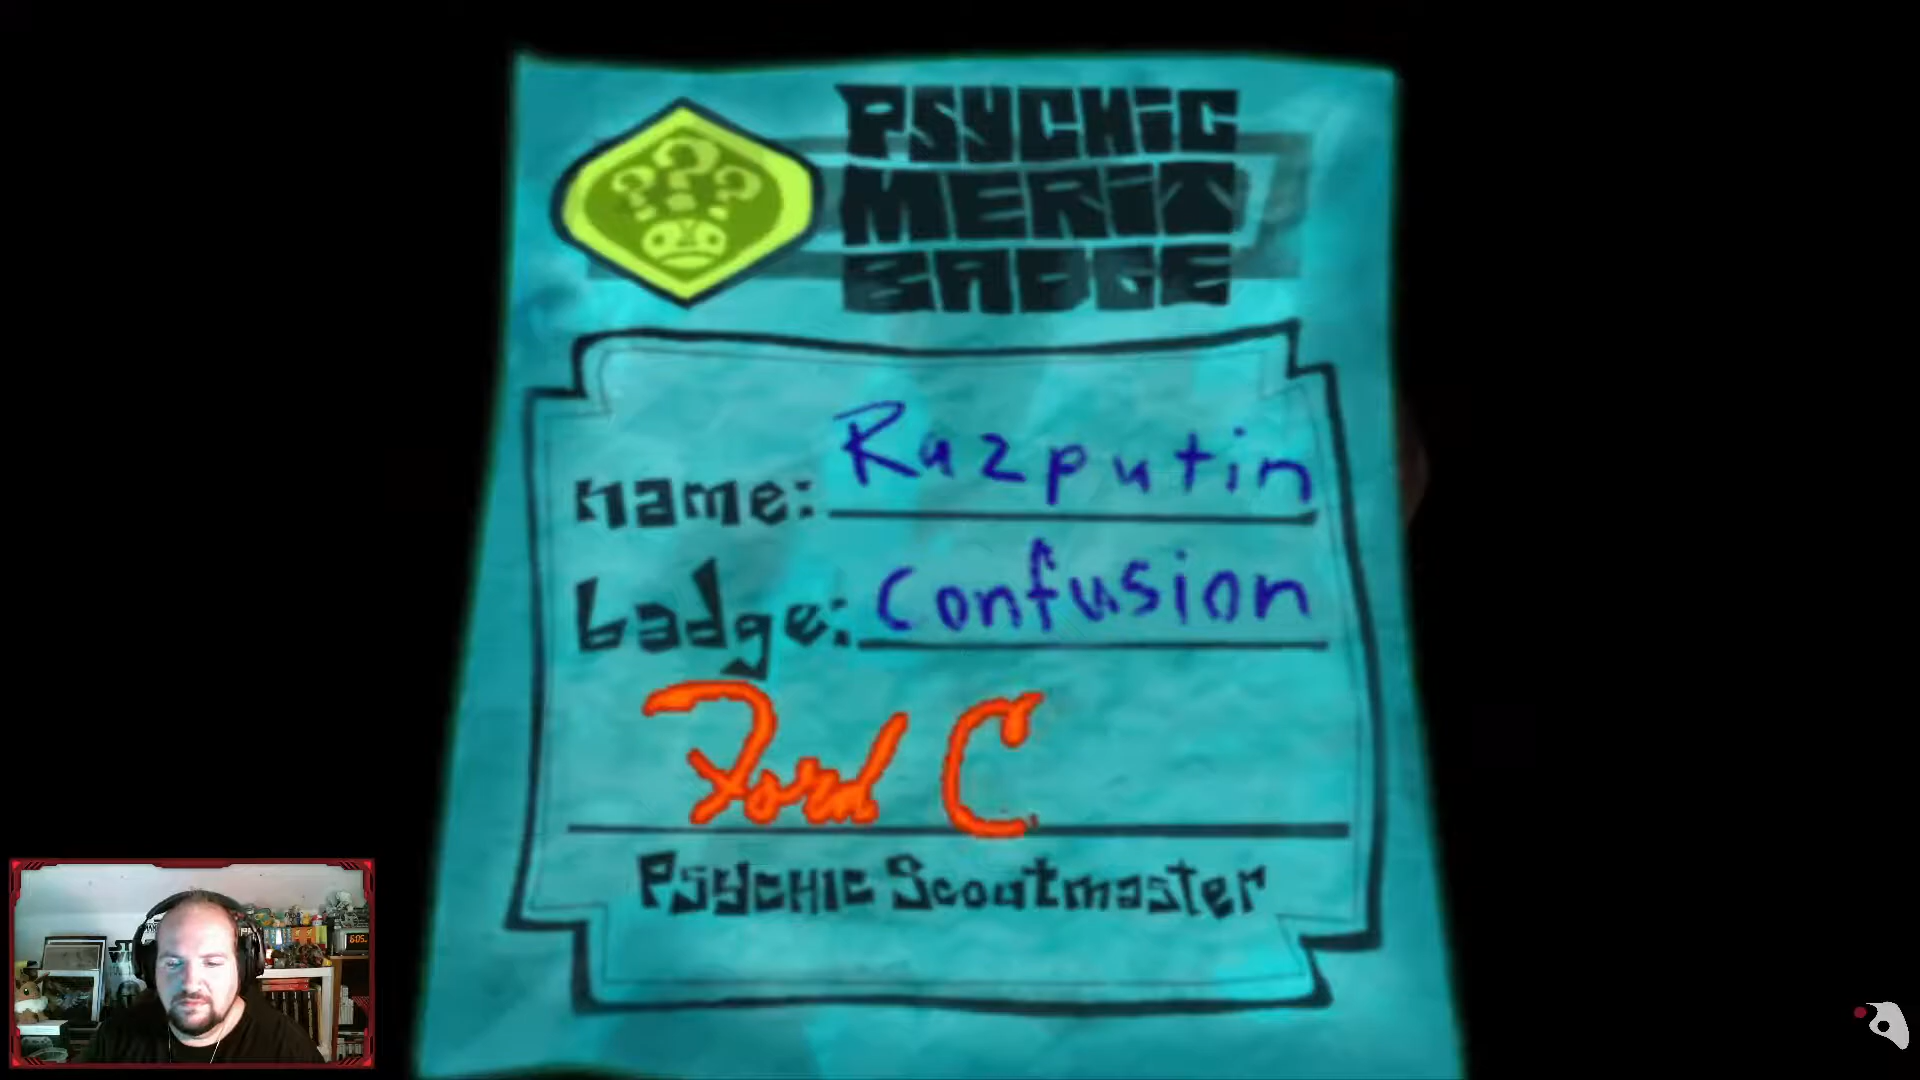 PSYCHIC
MERIT
BADGE
name: Razputin
badge: Confusion
Ford C.
Psychic Scoutmaster